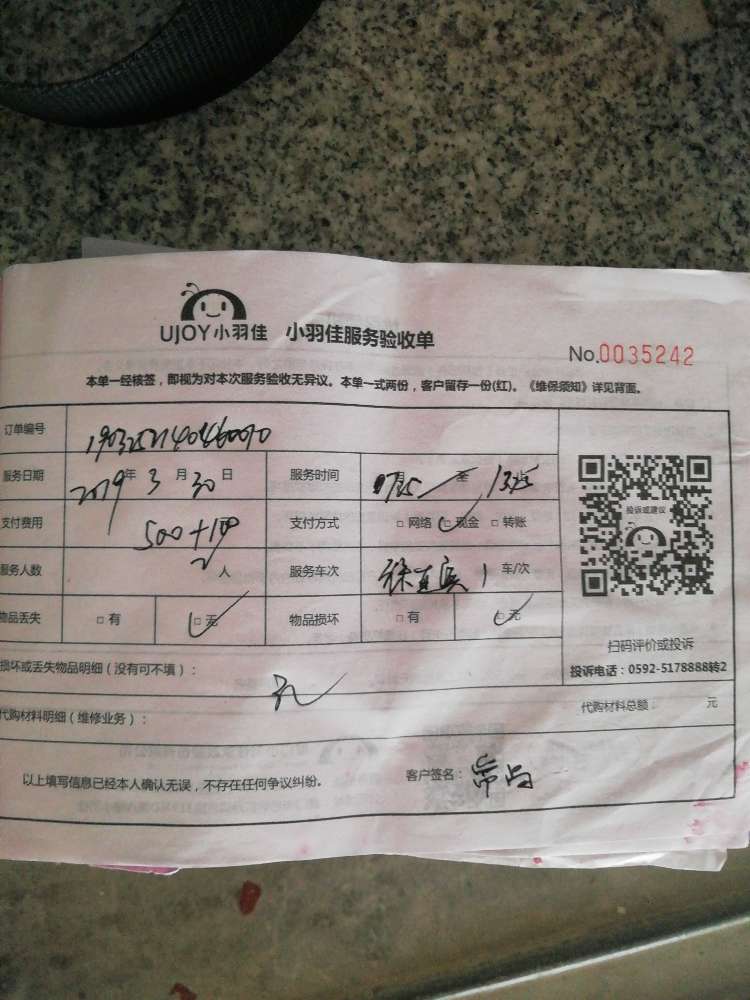 UJOY小羽佳 小羽佳服务验收单
No.0035242
本单一经核签，即视为对本次服务验收无异议。本单一式两份，客户留存一份(红)。《维保须知》详见背面。
订单编号
服务日期 2019年3月30日 服务时间 至
支付费用 500+100 支付方式 □网络 □现金 □转账
服务人数 2人 服务车次 1车/次
物品丢失 □有 □无 物品损坏 □有 □无
投诉或建议
扫码评价或投诉
投诉电话：0592-5178888转2
损坏或丢失物品明细（没有可不填）：
代购材料明细（维修业务）： 代购材料总额： 元
以上填写信息已经本人确认无误，不存在任何争议纠纷。 客户签名：